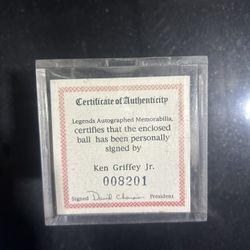 Certificate of Authenticity
Legends Autographed Memorabilia,
certifies that the enclosed
ball has been personally
signed by
Ken Griffey Jr.
008201
Signed David President